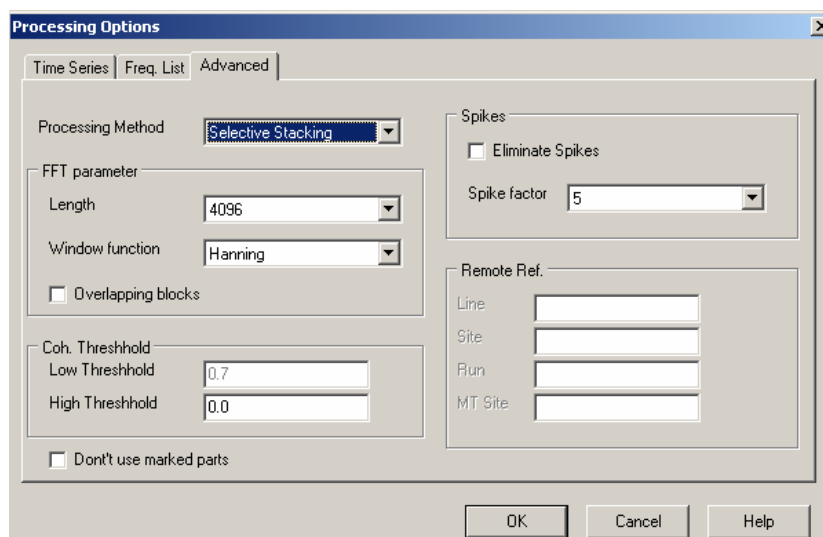 Processing Options
Time Series
Freq. List
Advanced
Processing Method
Selective Stacking
FFT parameter
Length
4096
Window function
Hanning
Overlapping blocks
Coh. Threshhold
Low Threshhold
0.7
High Threshhold
0.0
Dont't use marked parts
Spikes
Eliminate Spikes
Spike factor
5
Remote Ref.
Line
Site
Run
MT Site
OK
Cancel
Help